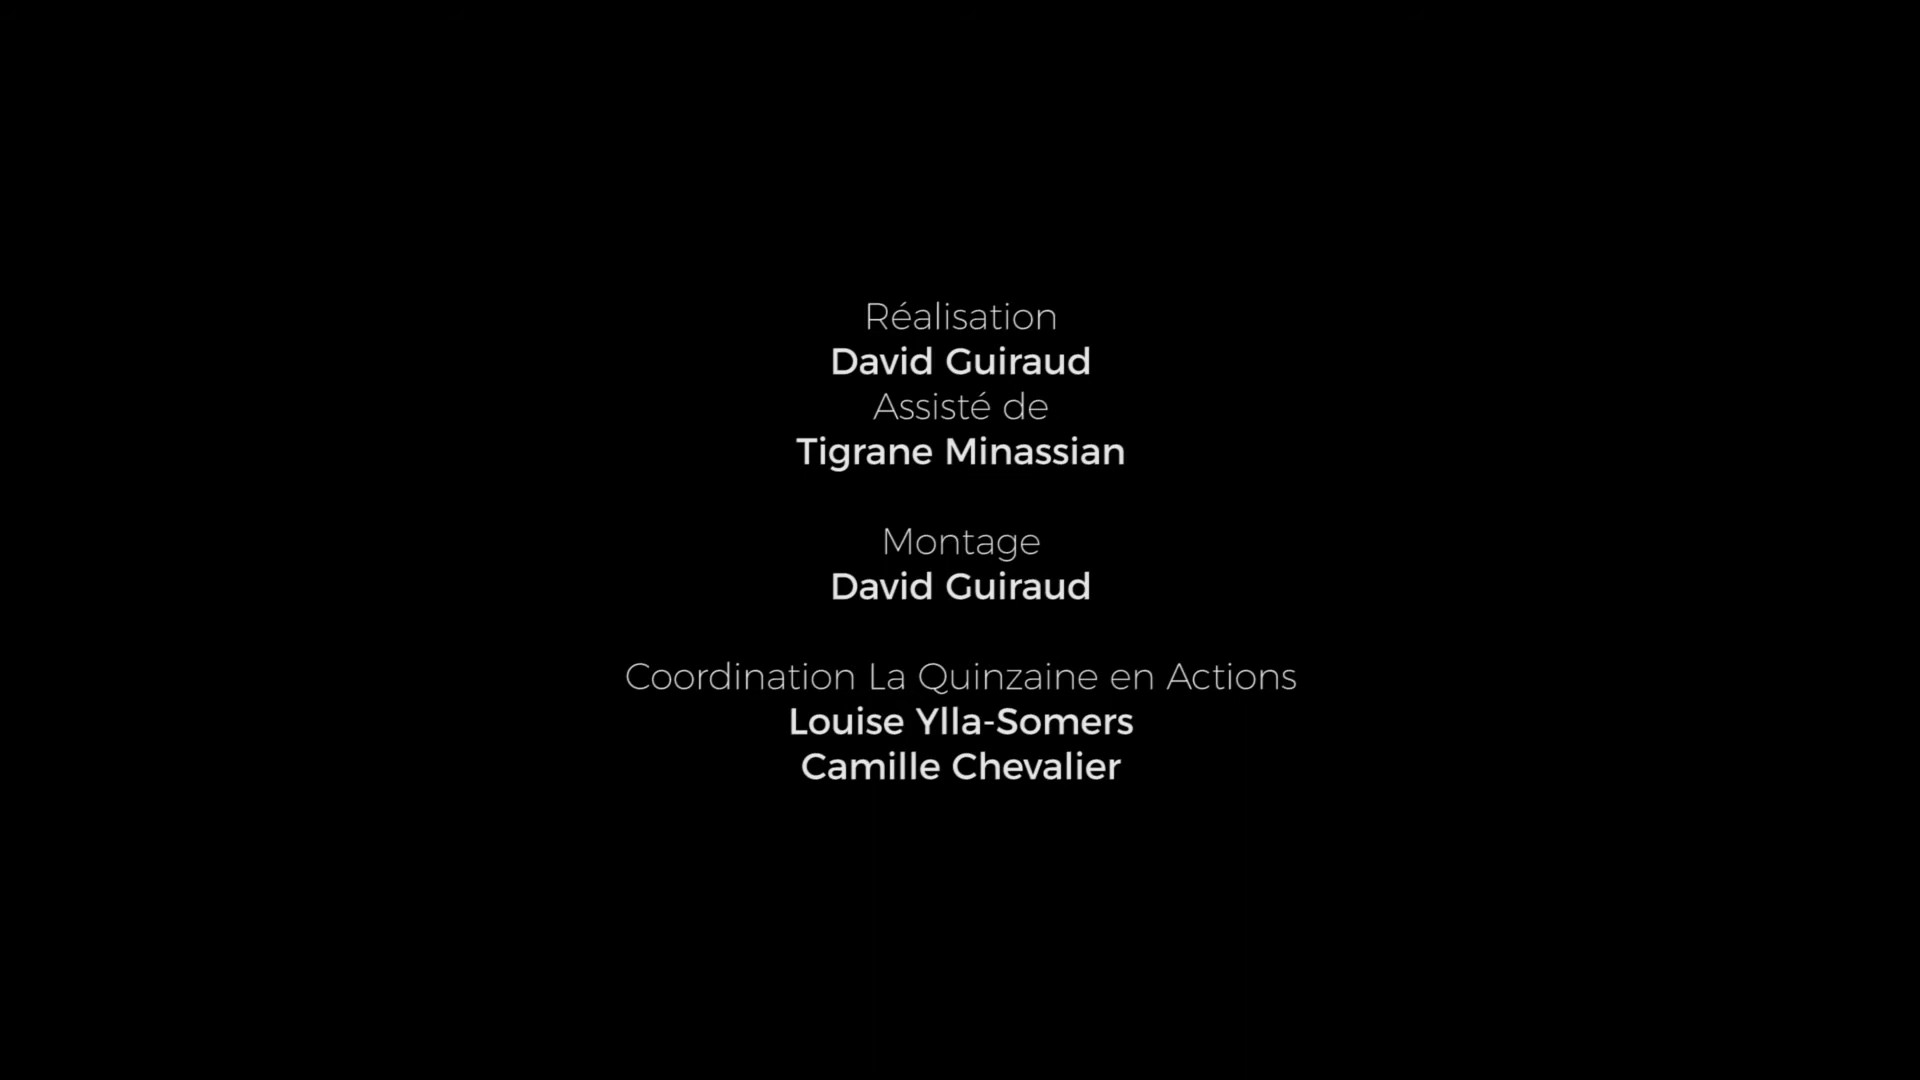 Réalisation
David Guiraud
Assisté de
Tigrane Minassian
Montage
David Guiraud
Coordination La Quinzaine en Actions
Louise Ylla-Somers
Camille Chevalier